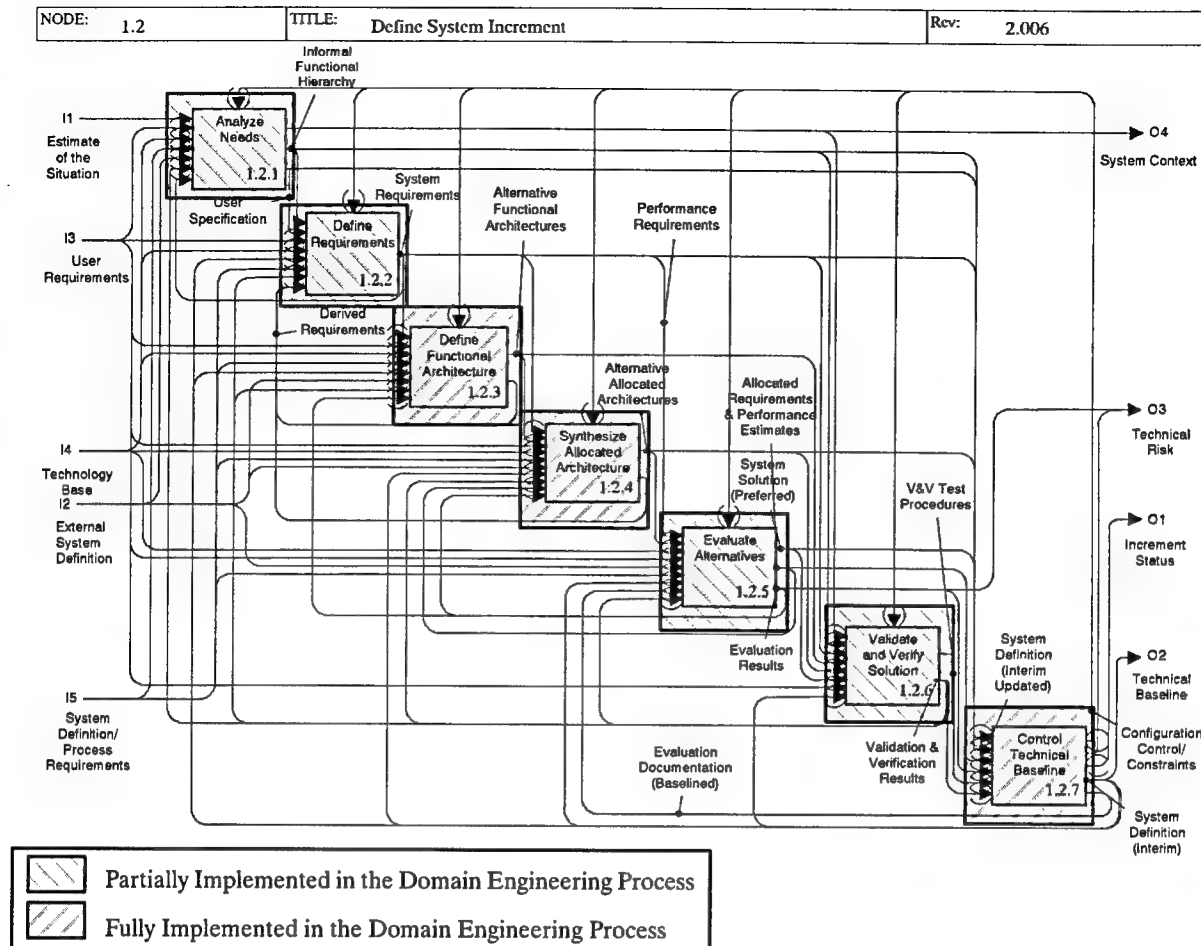 NODE: 1.2 TITLE: Define System Increment Rev: 2.006
Informal
Functional
Hierarchy
I1
Estimate
of the
Situation
Analyze
Needs
1.2.1
O4
System Context
User
Specification
System
Requirements
Alternative
Functional
Architectures
Performance
Requirements
I3
User
Requirements
Define
Requirements
1.2.2
Derived
Requirements
Define
Functional
Architecture
1.2.3
Alternative
Allocated
Architectures
Allocated
Requirements
& Performance
Estimates
O3
Technical
Risk
I4
Technology
Base
I2
External
System
Definition
Synthesize
Allocated
Architecture
1.2.4
System
Solution
(Preferred)
V&V Test
Procedures
Evaluate
Alternatives
1.2.5
O1
Increment
Status
Evaluation
Results
Validate
and Verify
Solution
1.2.6
System
Definition
(Interim
Updated)
O2
Technical
Baseline
I5
System
Definition/
Process
Requirements
Evaluation
Documentation
(Baselined)
Validation &
Verification
Results
Control
Technical
Baseline
1.2.7
Configuration
Control/
Constraints
System
Definition
(Interim)
Partially Implemented in the Domain Engineering Process
Fully Implemented in the Domain Engineering Process